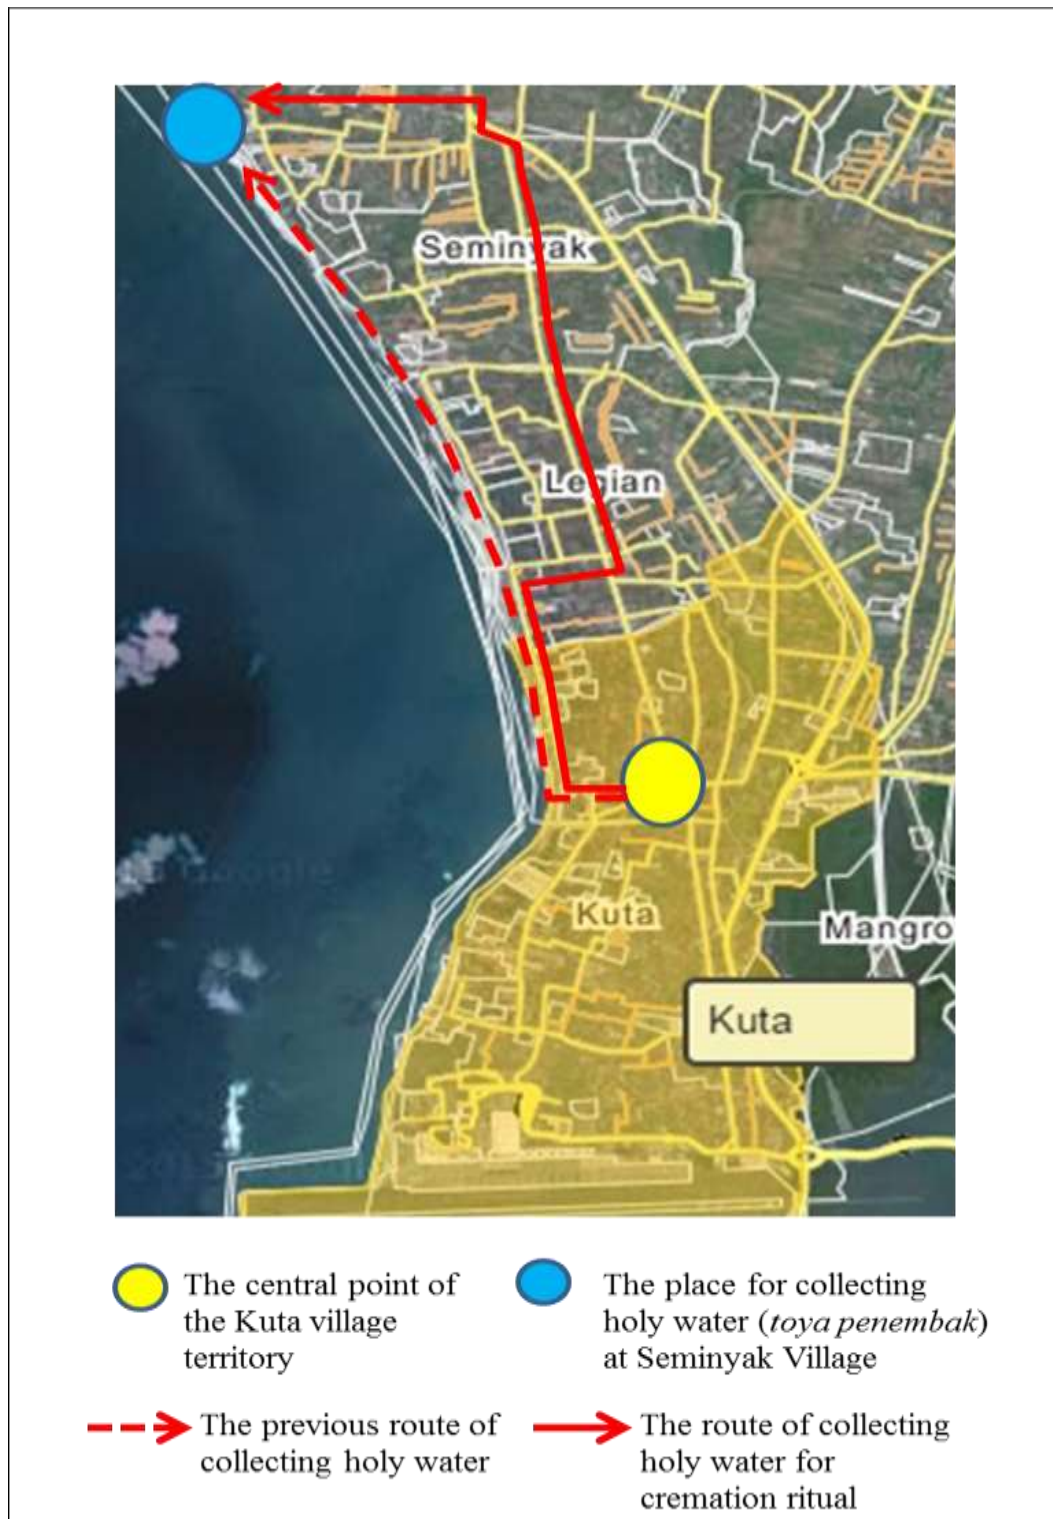 Seminyak
Legian
Kuta
Mangro
Kuta
Google
The central point of
the Kuta village
territory
The place for collecting
holy water (toya penembak)
at Seminyak Village
The previous route of
collecting holy water
The route of collecting
holy water for
cremation ritual